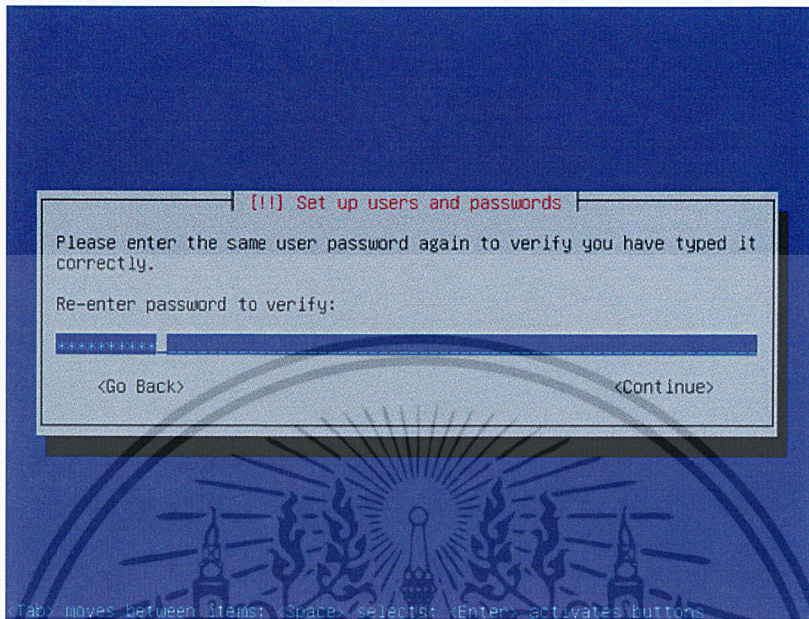 [!!] Set up users and passwords
Please enter the same user password again to verify you have typed it
correctly.
Re-enter password to verify:
**********
<Go Back> <Continue>
<Tab> moves between items; <Space> selects; <Enter> activates buttons